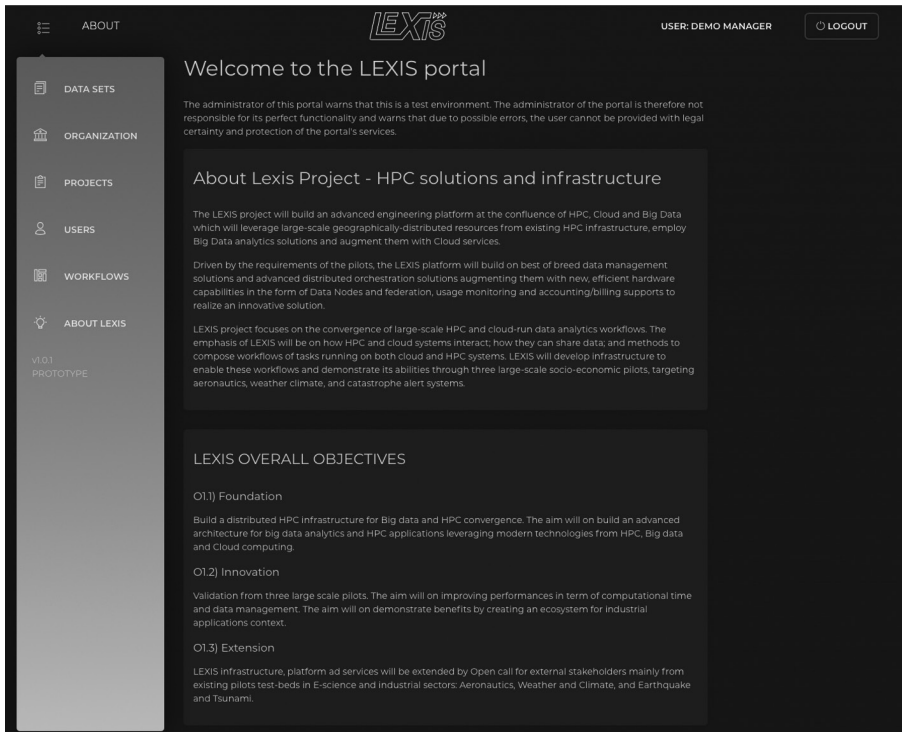 ABOUT
LEXIS
USER: DEMO MANAGER
LOGOUT
DATA SETS
ORGANIZATION
PROJECTS
USERS
WORKFLOWS
ABOUT LEXIS
v1.0.1
PROTOTYPE
Welcome to the LEXIS portal
The administrator of this portal warns that this is a test environment. The administrator of the portal is therefore not
responsible for its perfect functionality and warns that due to possible errors, the user cannot be provided with legal
certainty and protection of the portal's services.
About Lexis Project - HPC solutions and infrastructure
The LEXIS project will build an advanced engineering platform at the confluence of HPC, Cloud and Big Data
which will leverage large-scale geographically-distributed resources from existing HPC infrastructure, employ
Big Data analytics solutions and augment them with Cloud services.
Driven by the requirements of the pilots, the LEXIS platform will build on best of breed data management
solutions and advanced distributed orchestration solutions augmenting them with new, efficient hardware
capabilities in the form of Data Nodes and federation, usage monitoring and accounting/billing supports to
realize an innovative solution.
LEXIS project focuses on the convergence of large-scale HPC and cloud-run data analytics workflows. The
emphasis of LEXIS will be on how HPC and cloud systems interact; how they can share data; and methods to
compose workflows of tasks running on both cloud and HPC systems. LEXIS will develop infrastructure to
enable these workflows and demonstrate its abilities through three large-scale socio-economic pilots, targeting
aeronautics, weather climate, and catastrophe alert systems.
LEXIS OVERALL OBJECTIVES
O1.1) Foundation
Build a distributed HPC infrastructure for Big data and HPC convergence. The aim will on build an advanced
architecture for big data analytics and HPC applications leveraging modern technologies from HPC, Big data
and Cloud computing.
O1.2) Innovation
Validation from three large scale pilots. The aim will on improving performances in term of computational time
and data management. The aim will on demonstrate benefits by creating an ecosystem for industrial
applications context.
O1.3) Extension
LEXIS infrastructure, platform ad services will be extended by Open call for external stakeholders mainly from
existing pilots test-beds in E-science and industrial sectors: Aeronautics, Weather and Climate, and Earthquake
and Tsunami.